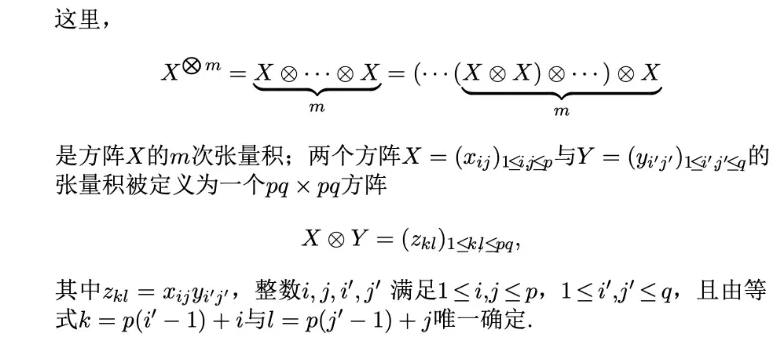 这里，
$X^{\otimes m} = \underbrace{X \otimes \cdots \otimes X}_{m} = (\cdots(\underbrace{X \otimes X) \otimes \cdots) \otimes X}_{m}$
是方阵$X$的$m$次张量积；两个方阵$X = (x_{ij})_{1\leq i,j\leq p}$与$Y = (y_{i'j'})_{1\leq i',j'\leq q}$的
张量积被定义为一个$pq \times pq$方阵
$X \otimes Y = (z_{kl})_{1\leq k,l\leq pq},$
其中$z_{kl} = x_{ij}y_{i'j'}$，整数$i, j, i', j'$ 满足$1 \leq i,j \leq p$，$1 \leq i',j' \leq q$，且由等
式$k = p(i' - 1) + i$与$l = p(j' - 1) + j$唯一确定.